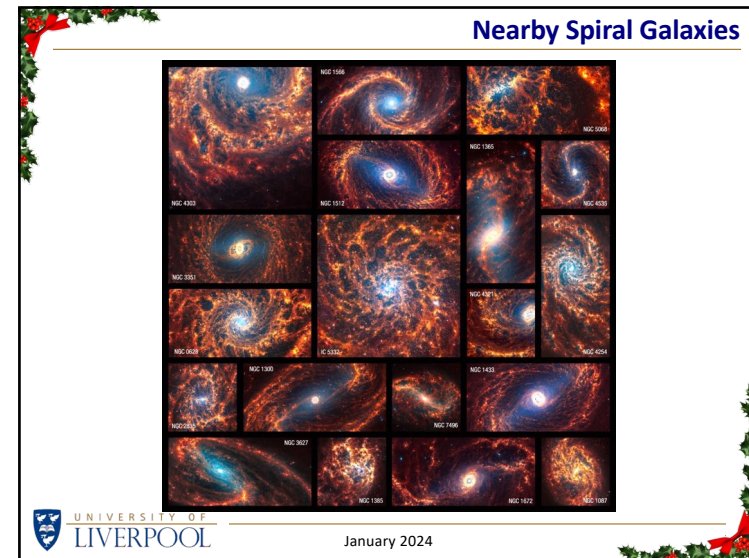 Nearby Spiral Galaxies
NGC 4303
NGC 1566
NGC 5068
NGC 1512
NGC 1365
NGC 4535
NGC 3351
NGC 0628
IC 5332
NGC 4321
NGC 4254
NGC 2835
NGC 1300
NGC 7496
NGC 1433
NGC 3627
NGC 1385
NGC 1672
NGC 1087
UNIVERSITY OF
LIVERPOOL
January 2024